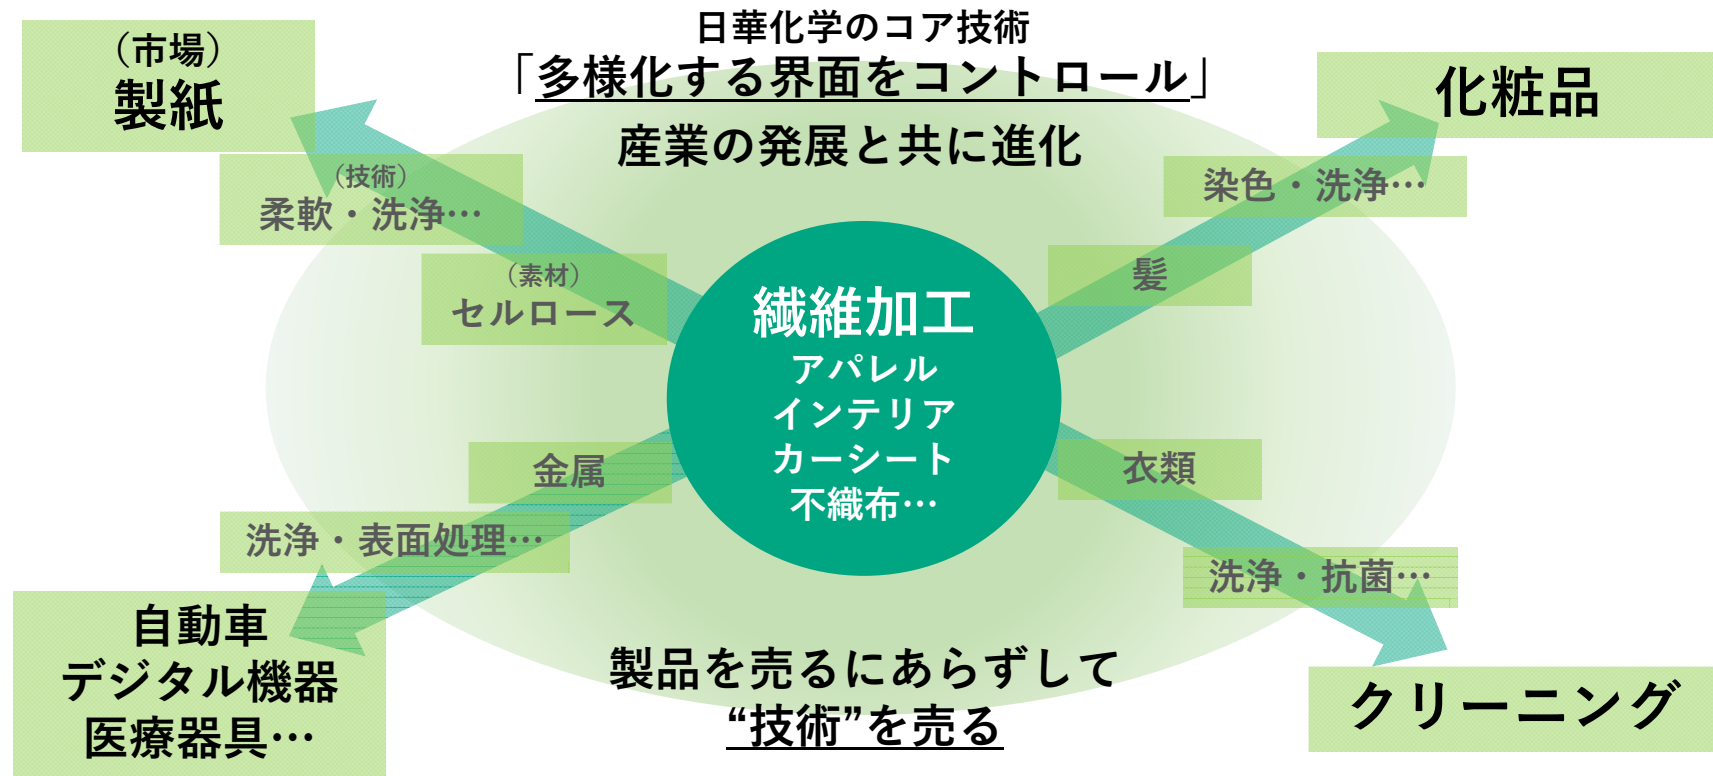 日華化学のコア技術
「多様化する界面をコントロール」
産業の発展と共に進化
（市場）
製紙
（技術）
柔軟・洗浄…
（素材）
セルロース
化粧品
染色・洗浄…
髪
繊維加工
アパレル
インテリア
カーシート
不織布…
金属
洗浄・表面処理…
自動車
デジタル機器
医療器具…
衣類
洗浄・抗菌…
クリーニング
製品を売るにあらずして
“技術”を売る